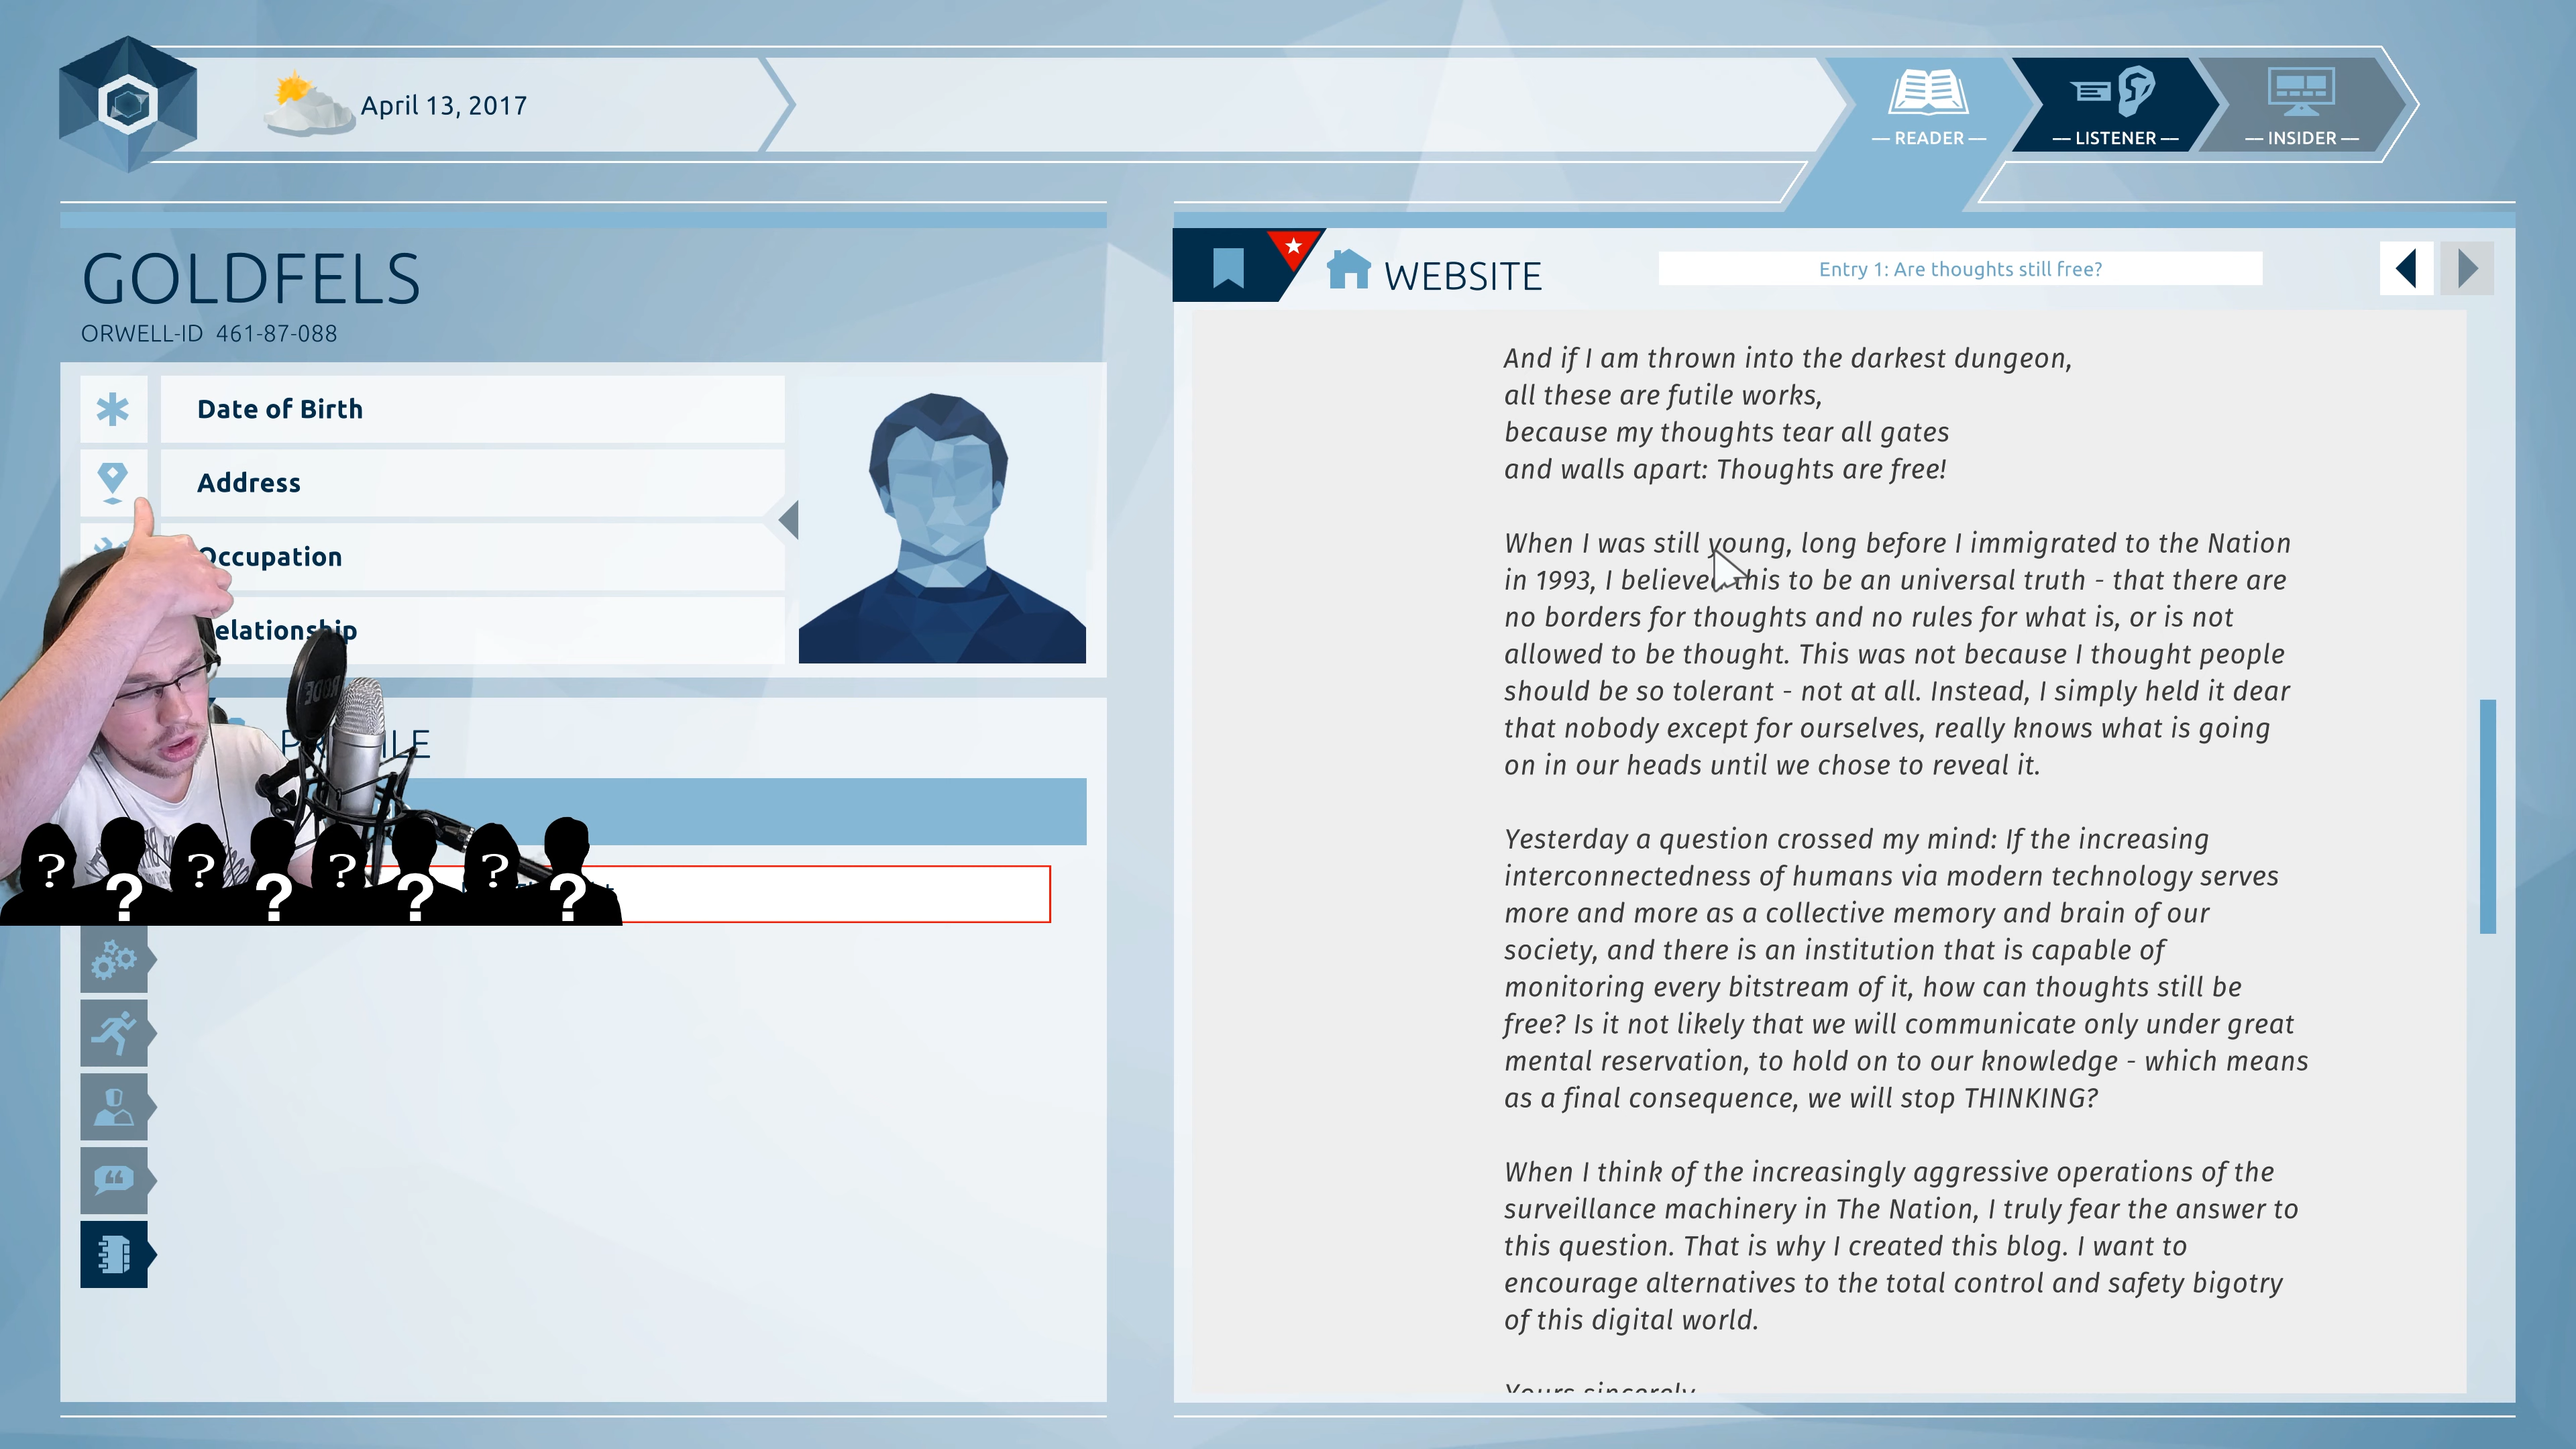 April 13, 2017
READER
LISTENER
INSIDER
GOLDFELS
ORWELL-ID 461-87-088
Date of Birth
Address
Occupation
elationship
WEBSITE
Entry 1: Are thoughts still free?
And if I am thrown into the darkest dungeon,
all these are futile works,
because my thoughts tear all gates
and walls apart: Thoughts are free!
When I was still young, long before I immigrated to the Nation
in 1993, I believed this to be an universal truth - that there are
no borders for thoughts and no rules for what is, or is not
allowed to be thought. This was not because I thought people
should be so tolerant - not at all. Instead, I simply held it dear
that nobody except for ourselves, really knows what is going
on in our heads until we chose to reveal it.
Yesterday a question crossed my mind: If the increasing
interconnectedness of humans via modern technology serves
more and more as a collective memory and brain of our
society, and there is an institution that is capable of
monitoring every bitstream of it, how can thoughts still be
free? Is it not likely that we will communicate only under great
mental reservation, to hold on to our knowledge - which means
as a final consequence, we will stop THINKING?
When I think of the increasingly aggressive operations of the
surveillance machinery in The Nation, I truly fear the answer to
this question. That is why I created this blog. I want to
encourage alternatives to the total control and safety bigotry
of this digital world.
Yours sincerely
RODE
? ? ? ? ? ? ? ?